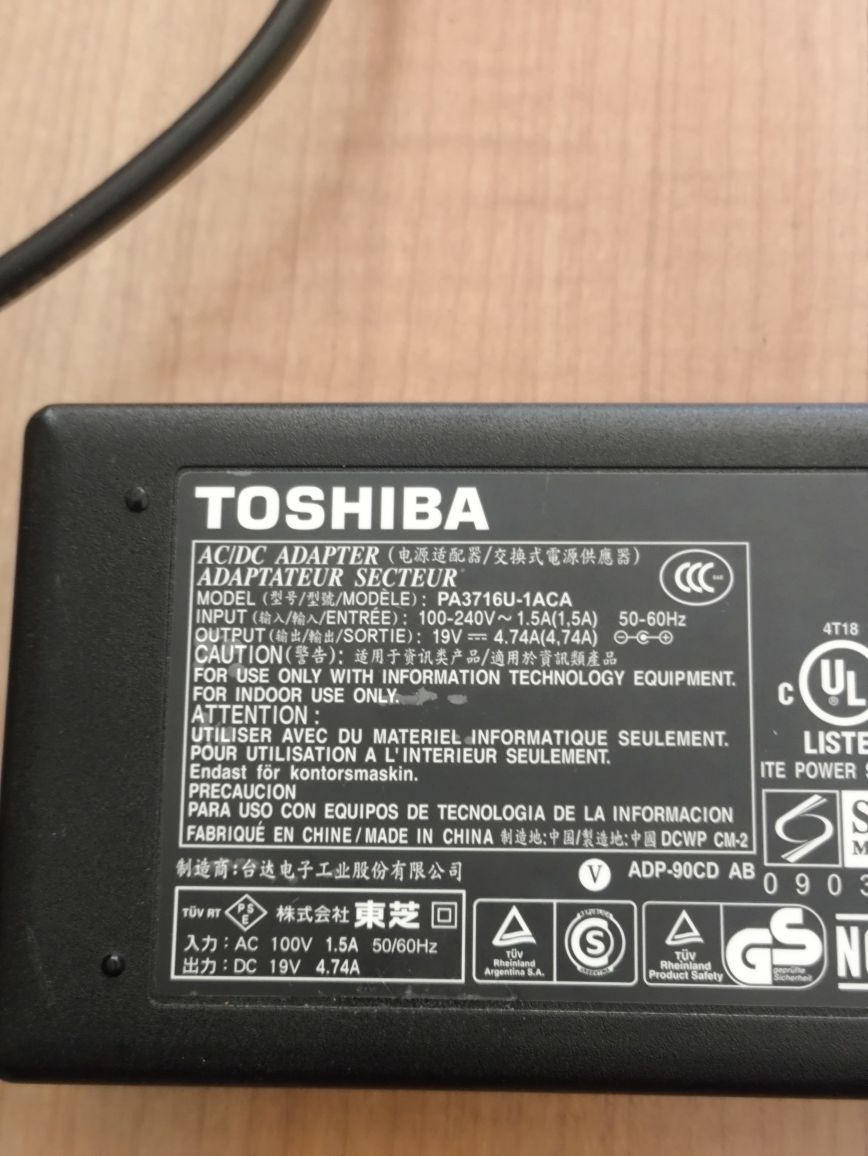 TOSHIBA
AC/DC ADAPTER (电源适配器/交換式電源供應器)
ADAPTATEUR SECTEUR
MODEL (型号/型號/MODÈLE): PA3716U-1ACA
INPUT (输入/輸入/ENTRÉE): 100-240V~1.5A(1,5A) 50-60Hz
OUTPUT (输出/輸出/SORTIE): 19V ⎓ 4.74A(4,74A)
CAUTION(警告): 适用于资讯类产品/適用於資訊類產品
FOR USE ONLY WITH INFORMATION TECHNOLOGY EQUIPMENT.
FOR INDOOR USE ONLY.
ATTENTION :
UTILISER AVEC DU MATERIEL INFORMATIQUE SEULEMENT.
POUR UTILISATION A L'INTERIEUR SEULEMENT.
Endast för kontorsmaskin.
PRECAUCION
PARA USO CON EQUIPOS DE TECNOLOGIA DE LA INFORMACION
FABRIQUÉ EN CHINE/MADE IN CHINA 制造地:中国/製造地:中國 DCWP CM-2
CCC
S&E
4T18
C UL ®
LISTE
ITE POWER S
制造商:台达电子工业股份有限公司
V ADP-90CD AB
S
M
0903
TÜV RT PSE 株式会社 東芝
入力: AC 100V 1.5A 50/60Hz
出力: DC 19V 4.74A
TÜV
Rheinland
Argentina S.A.
S
ARGENTINA
TÜV
Rheinland
Product Safety
GS
geprüfte
Sicherheit